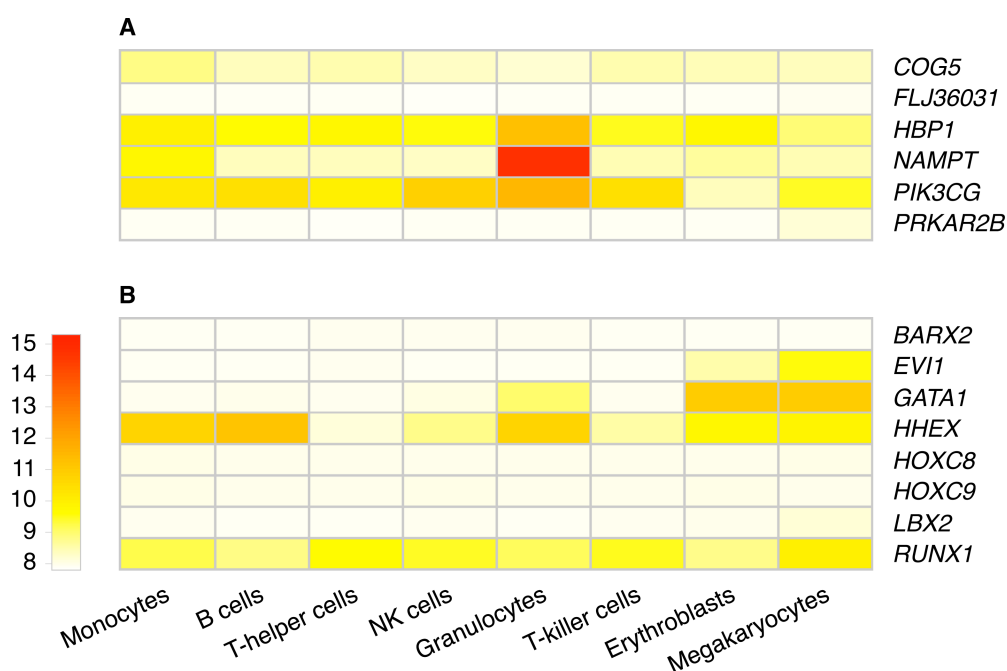 A
COG5
FLJ36031
HBP1
NAMPT
PIK3CG
PRKAR2B
B
15
14
13
12
11
10
9
8
BARX2
EVI1
GATA1
HHEX
HOXC8
HOXC9
LBX2
RUNX1
Monocytes
B cells
T-helper cells
NK cells
Granulocytes
T-killer cells
Erythroblasts
Megakaryocytes